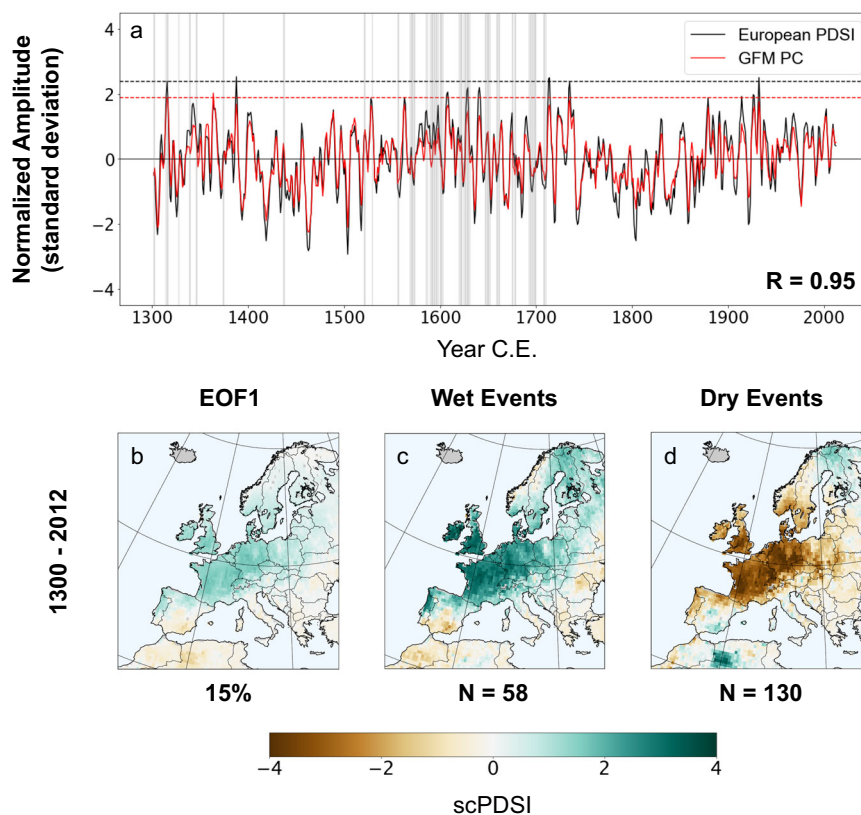 a
European PDSI
GFM PC
4
2
0
−2
−4
Normalized Amplitude
(standard deviation)
R = 0.95
1300 1400 1500 1600 1700 1800 1900 2000
Year C.E.
EOF1 Wet Events Dry Events
b c d
1300 - 2012
15% N = 58 N = 130
−4 −2 0 2 4
scPDSI